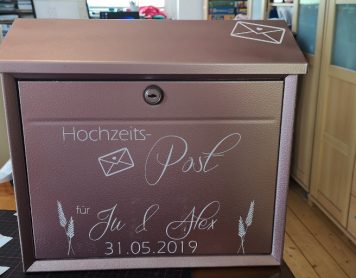 Hochzeits-
Post
für
Ju & Alex
31.05.2019